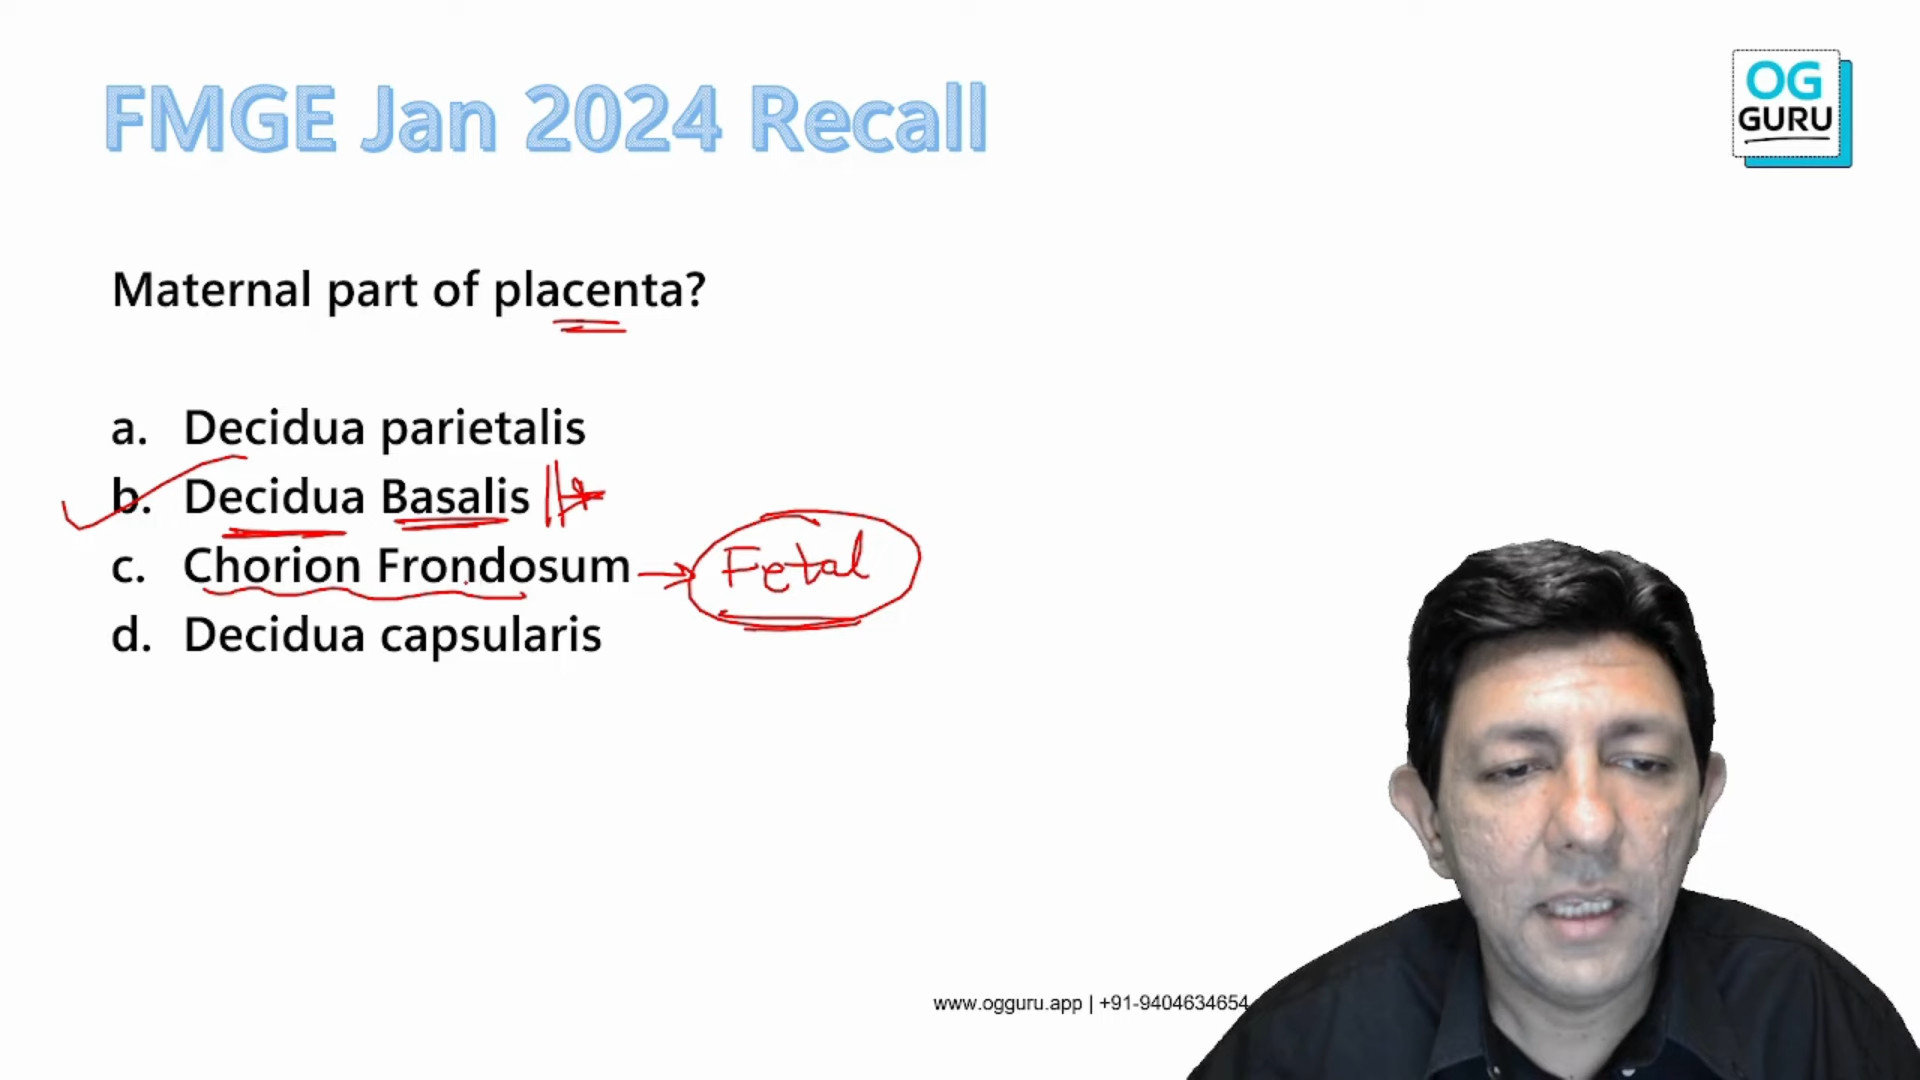 FMGE Jan 2024 Recall
OG
GURU
Maternal part of placenta?
a. Decidua parietalis
b. Decidua Basalis
c. Chorion Frondosum → Fetal
d. Decidua capsularis
www.ogguru.app | +91-9404634654